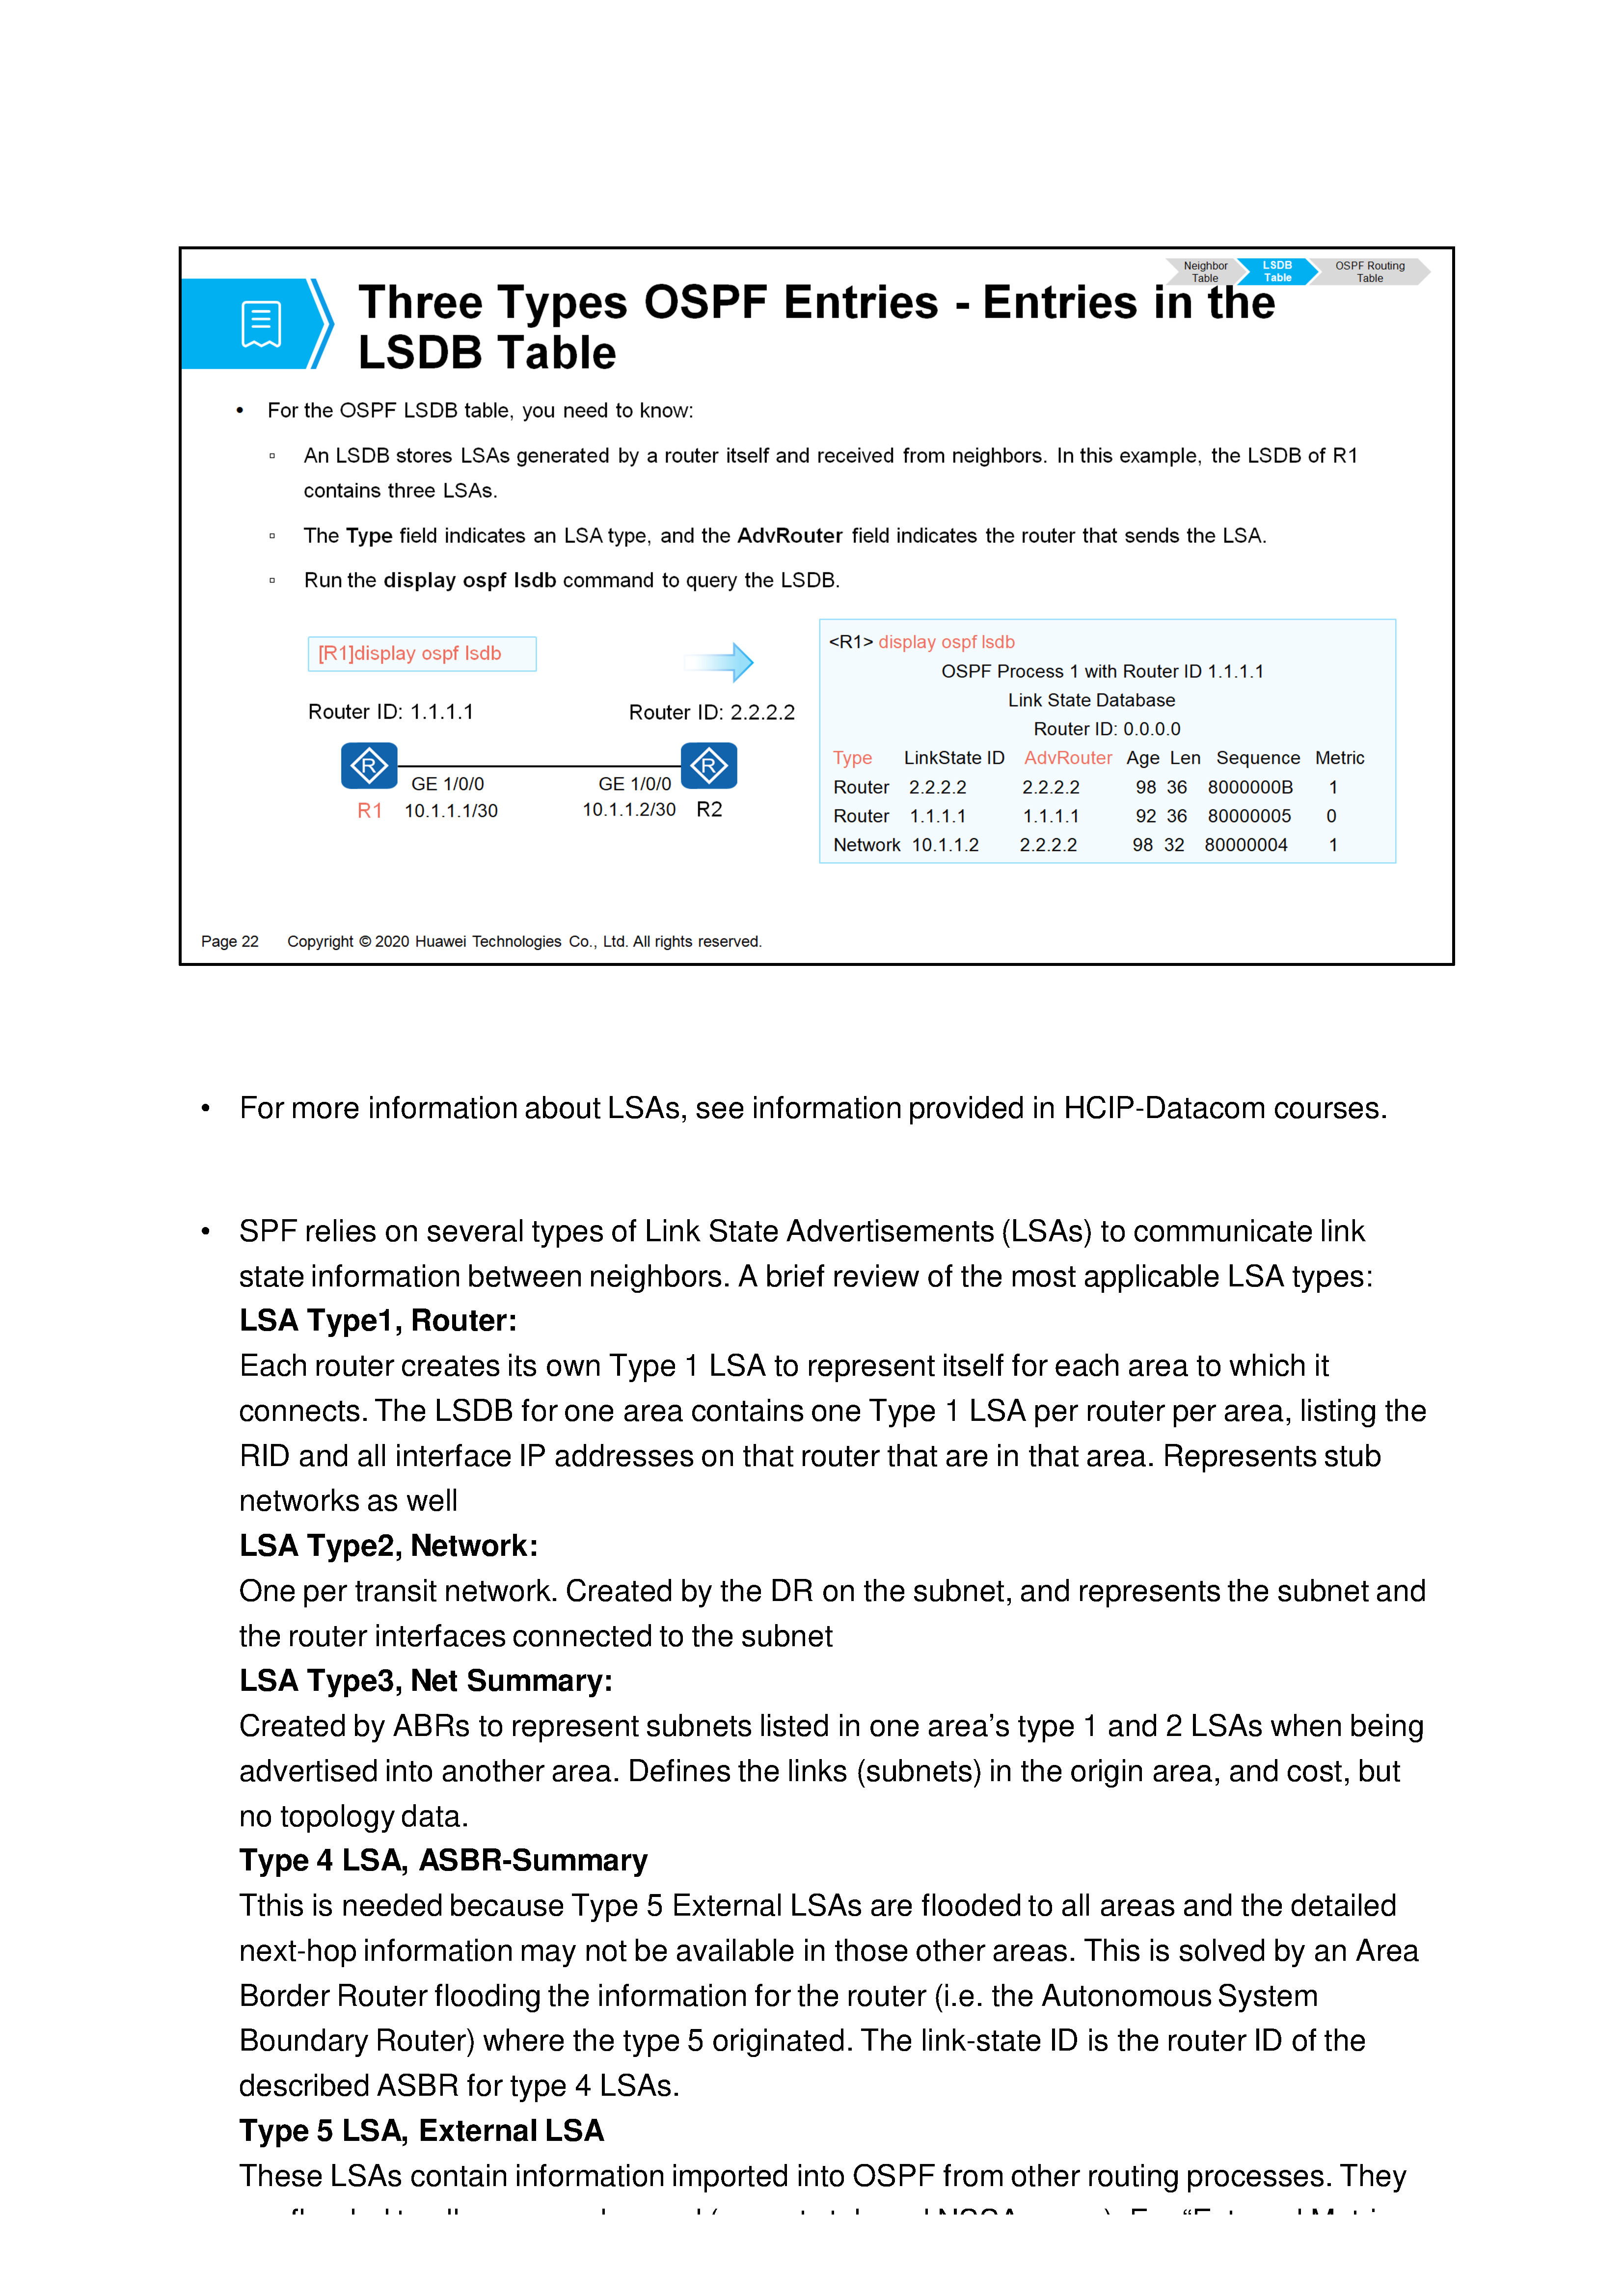 Neighbor Table
LSDB Table
OSPF Routing Table
Three Types OSPF Entries - Entries in the
LSDB Table
• For the OSPF LSDB table, you need to know:
▫ An LSDB stores LSAs generated by a router itself and received from neighbors. In this example, the LSDB of R1
contains three LSAs.
▫ The Type field indicates an LSA type, and the AdvRouter field indicates the router that sends the LSA.
▫ Run the display ospf lsdb command to query the LSDB.
[R1]display ospf lsdb
Router ID: 1.1.1.1
Router ID: 2.2.2.2
R
R
GE 1/0/0
GE 1/0/0
R1
10.1.1.1/30
10.1.1.2/30
R2
<R1> display ospf lsdb
OSPF Process 1 with Router ID 1.1.1.1
Link State Database
Router ID: 0.0.0.0
Type LinkState ID AdvRouter Age Len Sequence Metric
Router 2.2.2.2 2.2.2.2 98 36 8000000B 1
Router 1.1.1.1 1.1.1.1 92 36 80000005 0
Network 10.1.1.2 2.2.2.2 98 32 80000004 1
Page 22 Copyright © 2020 Huawei Technologies Co., Ltd. All rights reserved.
• For more information about LSAs, see information provided in HCIP-Datacom courses.
• SPF relies on several types of Link State Advertisements (LSAs) to communicate link
state information between neighbors. A brief review of the most applicable LSA types:
LSA Type1, Router:
Each router creates its own Type 1 LSA to represent itself for each area to which it
connects. The LSDB for one area contains one Type 1 LSA per router per area, listing the
RID and all interface IP addresses on that router that are in that area. Represents stub
networks as well
LSA Type2, Network:
One per transit network. Created by the DR on the subnet, and represents the subnet and
the router interfaces connected to the subnet
LSA Type3, Net Summary:
Created by ABRs to represent subnets listed in one area’s type 1 and 2 LSAs when being
advertised into another area. Defines the links (subnets) in the origin area, and cost, but
no topology data.
Type 4 LSA, ASBR-Summary
Tthis is needed because Type 5 External LSAs are flooded to all areas and the detailed
next-hop information may not be available in those other areas. This is solved by an Area
Border Router flooding the information for the router (i.e. the Autonomous System
Boundary Router) where the type 5 originated. The link-state ID is the router ID of the
described ASBR for type 4 LSAs.
Type 5 LSA, External LSA
These LSAs contain information imported into OSPF from other routing processes. They